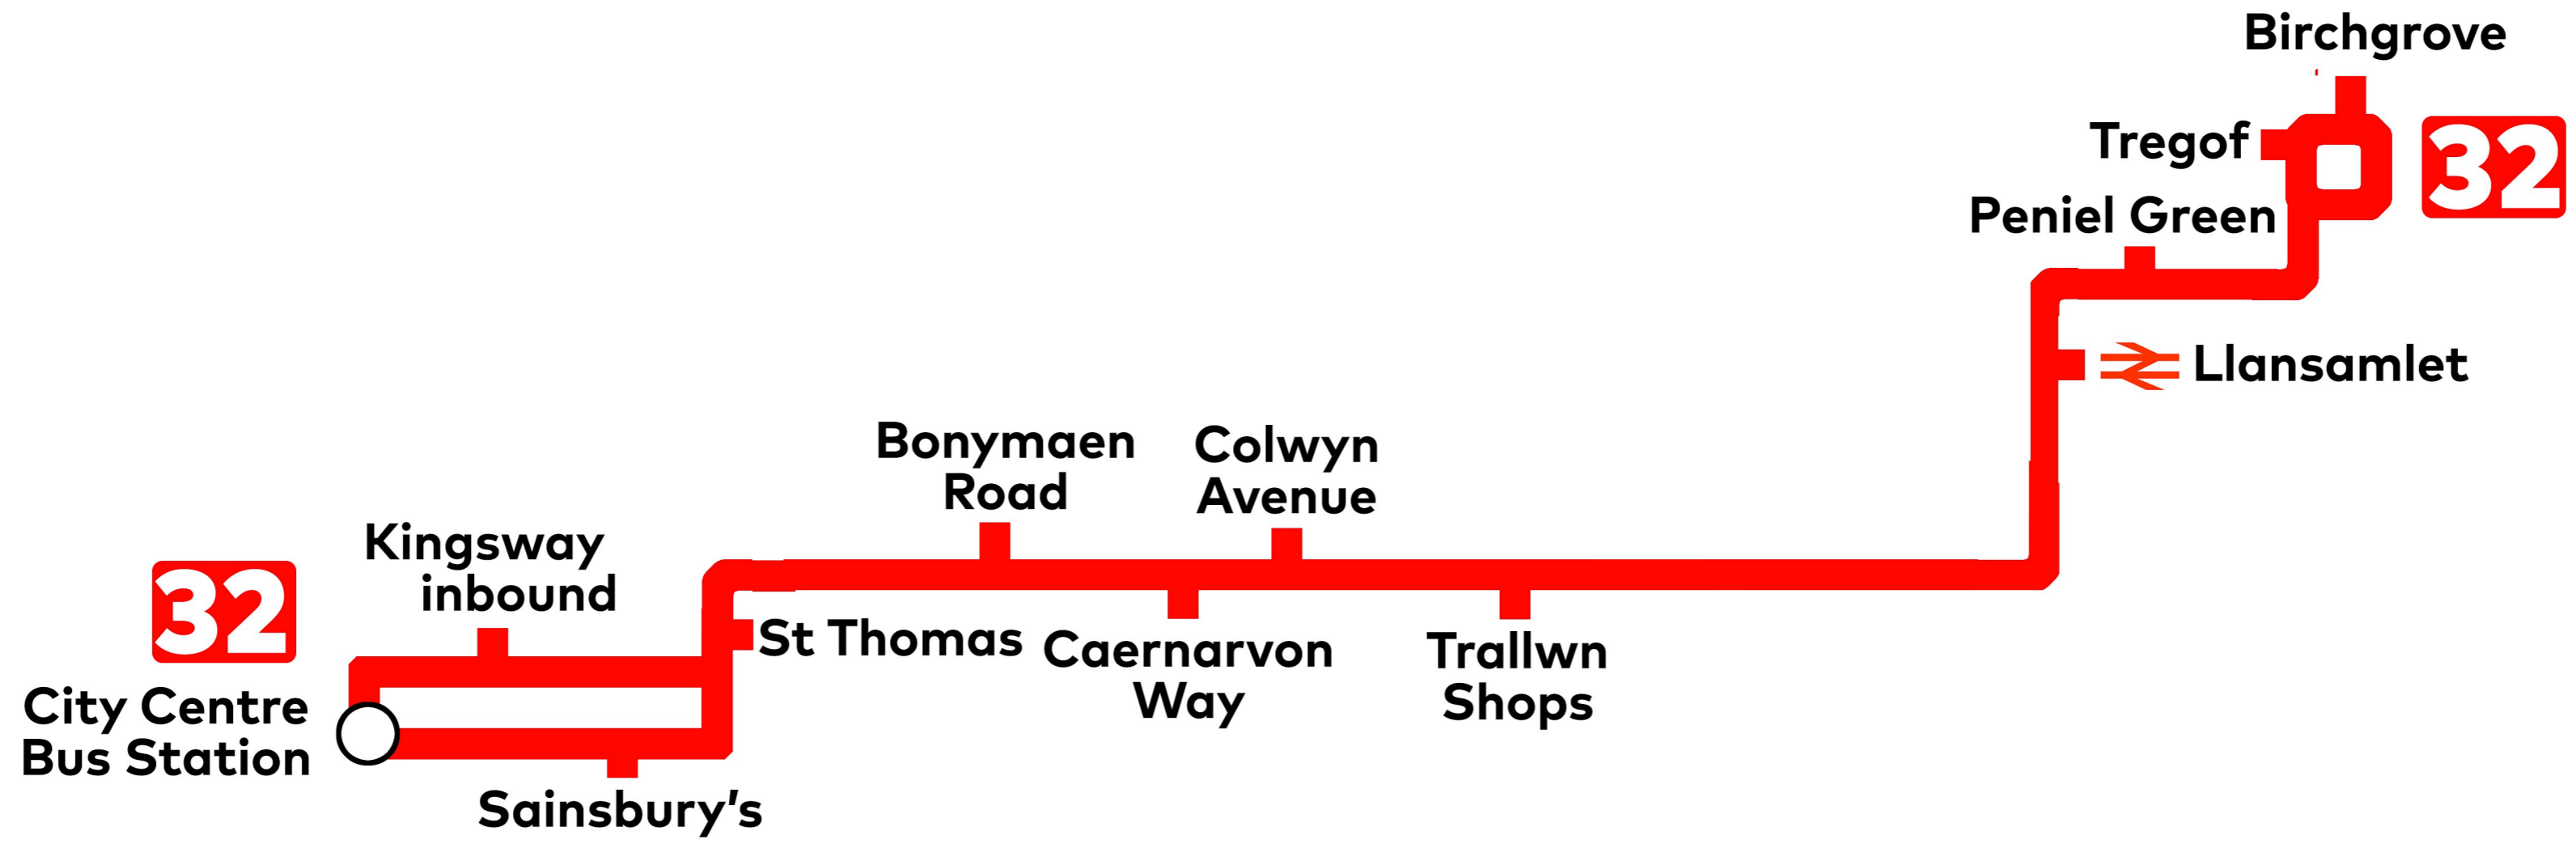 Birchgrove
Tregof
32
Peniel Green
Llansamlet
Bonymaen
Road
Colwyn
Avenue
Kingsway
inbound
32
St Thomas
Caernarvon
Way
Trallwn
Shops
City Centre
Bus Station
Sainsbury's